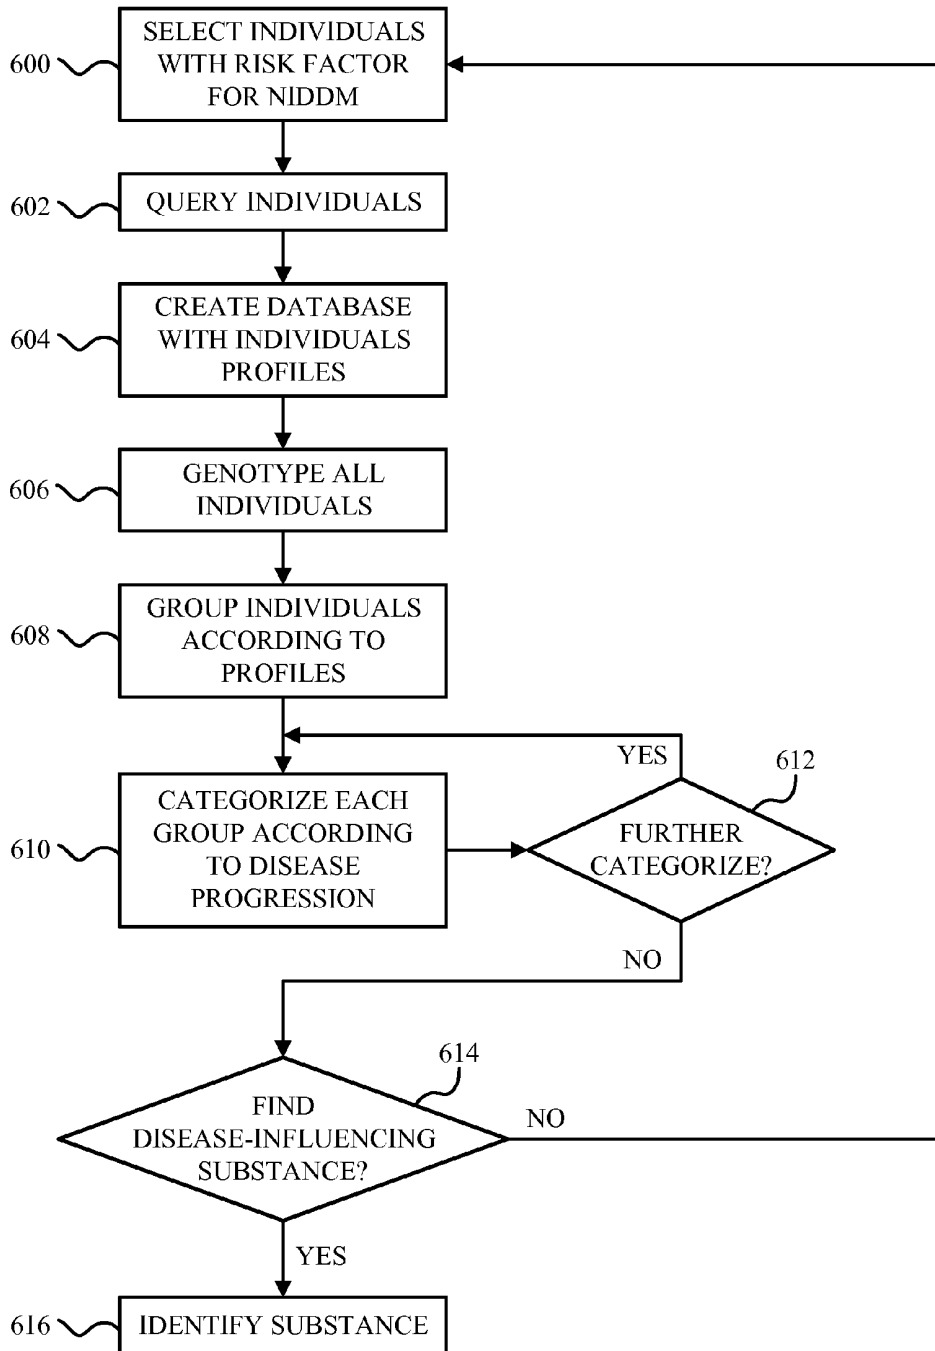 600
SELECT INDIVIDUALS
WITH RISK FACTOR
FOR NIDDM
602
QUERY INDIVIDUALS
604
CREATE DATABASE
WITH INDIVIDUALS
PROFILES
606
GENOTYPE ALL
INDIVIDUALS
608
GROUP INDIVIDUALS
ACCORDING TO
PROFILES
610
CATEGORIZE EACH
GROUP ACCORDING
TO DISEASE
PROGRESSION
YES
612
FURTHER
CATEGORIZE?
NO
614
FIND
DISEASE-INFLUENCING
SUBSTANCE?
NO
YES
616
IDENTIFY SUBSTANCE